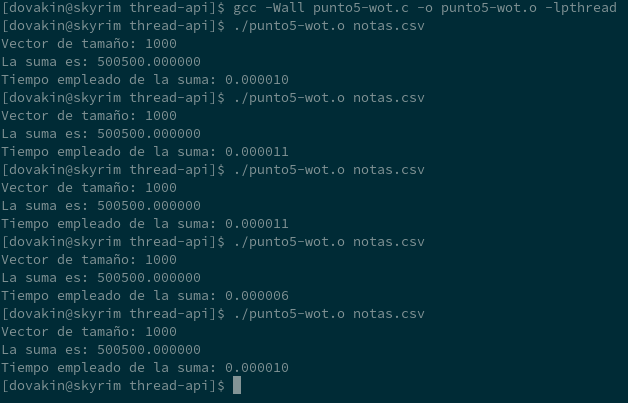 [dovakin@skyrim thread-api]$ gcc -Wall punto5-wot.c -o punto5-wot.o -lpthread
[dovakin@skyrim thread-api]$ ./punto5-wot.o notas.csv
Vector de tamaño: 1000
La suma es: 500500.000000
Tiempo empleado de la suma: 0.000010
[dovakin@skyrim thread-api]$ ./punto5-wot.o notas.csv
Vector de tamaño: 1000
La suma es: 500500.000000
Tiempo empleado de la suma: 0.000011
[dovakin@skyrim thread-api]$ ./punto5-wot.o notas.csv
Vector de tamaño: 1000
La suma es: 500500.000000
Tiempo empleado de la suma: 0.000011
[dovakin@skyrim thread-api]$ ./punto5-wot.o notas.csv
Vector de tamaño: 1000
La suma es: 500500.000000
Tiempo empleado de la suma: 0.000006
[dovakin@skyrim thread-api]$ ./punto5-wot.o notas.csv
Vector de tamaño: 1000
La suma es: 500500.000000
Tiempo empleado de la suma: 0.000010
[dovakin@skyrim thread-api]$